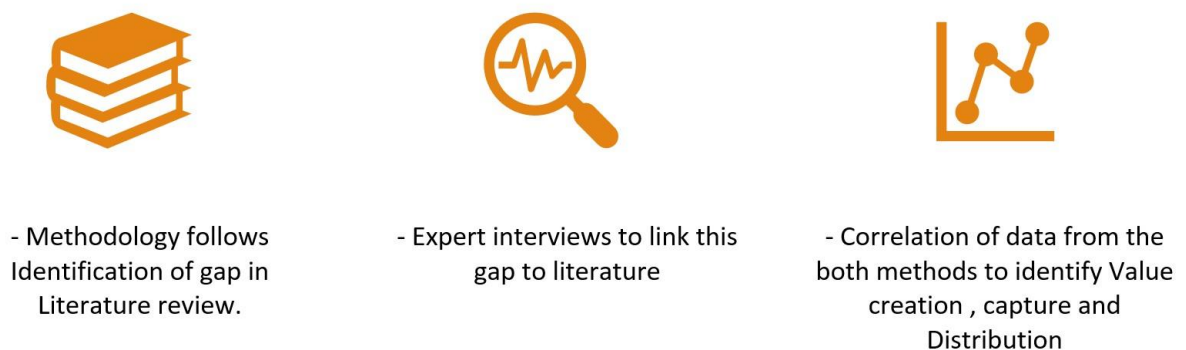 - Methodology follows
Identification of gap in
Literature review.
- Expert interviews to link this
gap to literature
- Correlation of data from the
both methods to identify Value
creation , capture and
Distribution